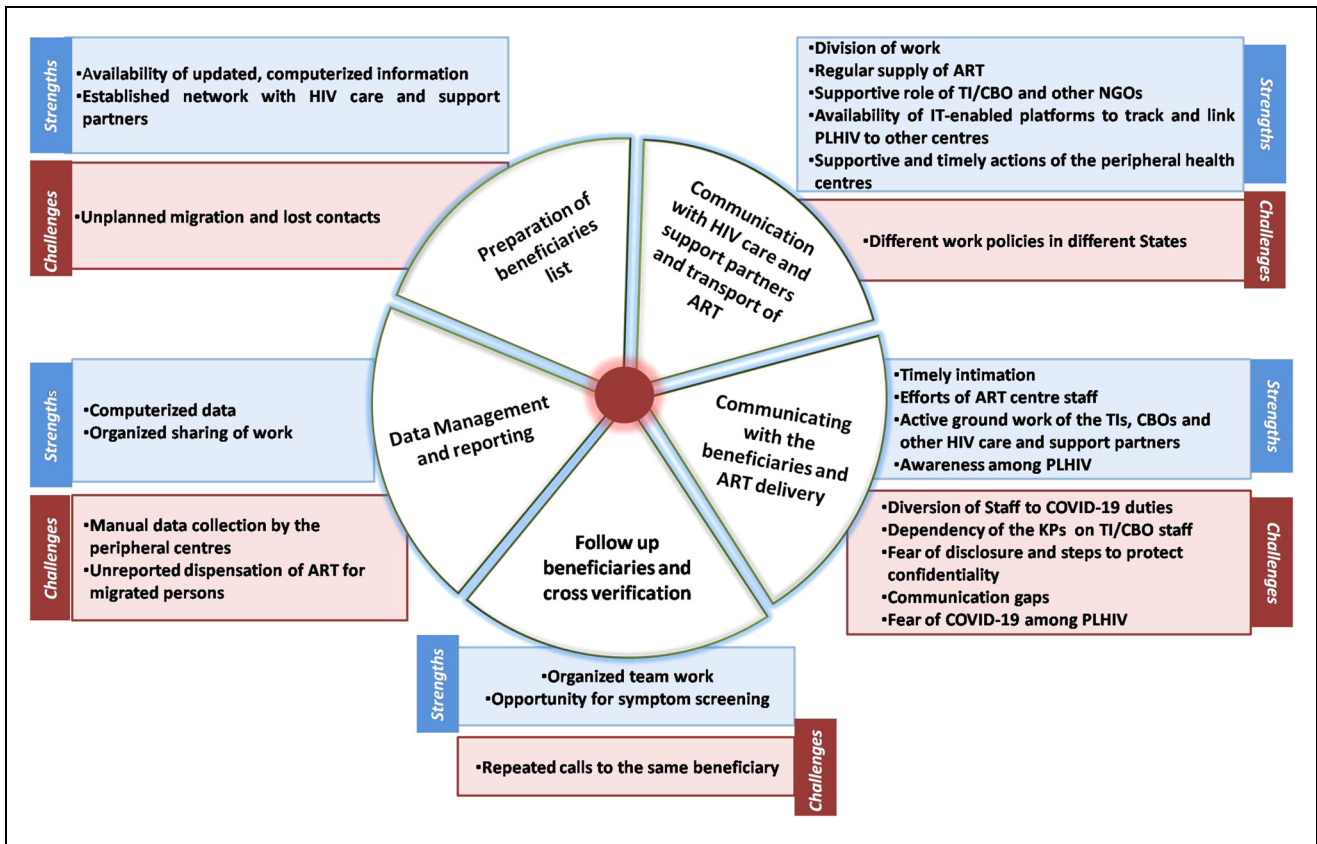 Strengths
•Availability of updated, computerized information
•Established network with HIV care and support
partners
Challenges
•Unplanned migration and lost contacts
Preparation of
beneficiaries
list
•Division of work
•Regular supply of ART
•Supportive role of TI/CBO and other NGOs
•Availability of IT-enabled platforms to track and link
PLHIV to other centres
•Supportive and timely actions of the peripheral health
centres
Strengths
•Different work policies in different States
Challenges
Communication
with HIV care and
support partners
and transport of
ART
Strengths
•Computerized data
•Organized sharing of work
Challenges
•Manual data collection by the
peripheral centres
•Unreported dispensation of ART for
migrated persons
Data Management
and reporting
Communicating
with the
beneficiaries and
ART delivery
•Timely intimation
•Efforts of ART centre staff
•Active ground work of the TIs, CBOs and
other HIV care and support partners
•Awareness among PLHIV
Strengths
•Diversion of Staff to COVID-19 duties
•Dependency of the KPs on TI/CBO staff
•Fear of disclosure and steps to protect
confidentiality
•Communication gaps
•Fear of COVID-19 among PLHIV
Challenges
Follow up
beneficiaries and
cross verification
Strengths
•Organized team work
•Opportunity for symptom screening
•Repeated calls to the same beneficiary
Challenges